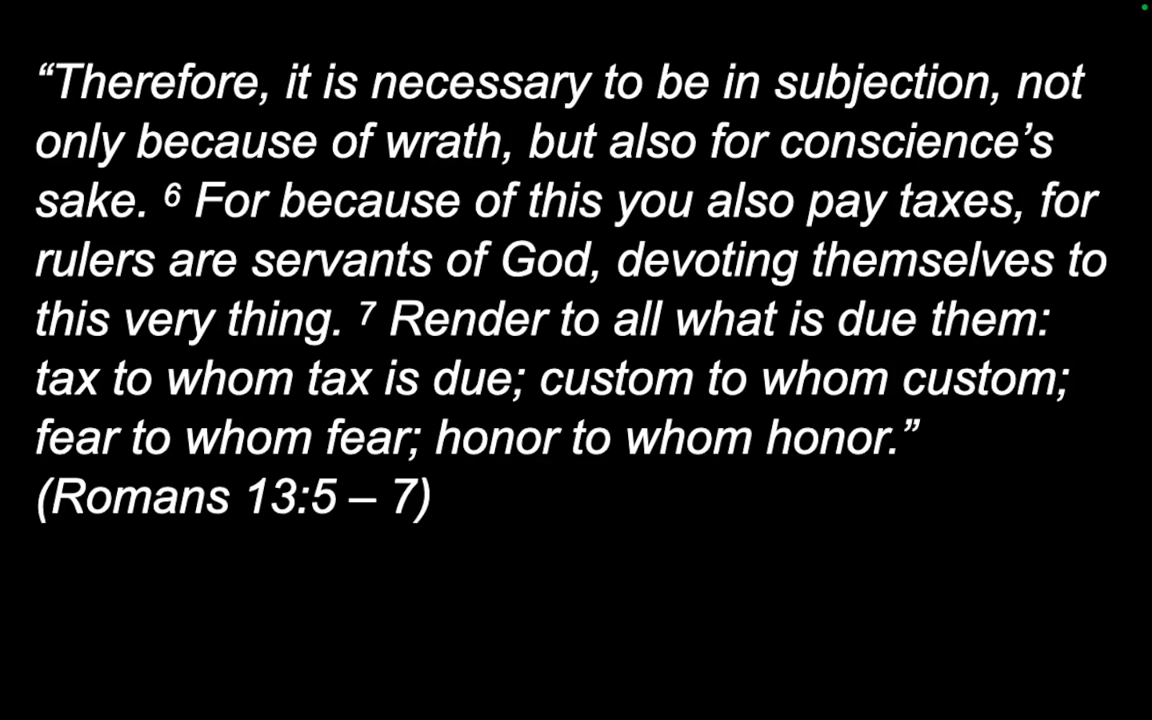 “Therefore, it is necessary to be in subjection, not
only because of wrath, but also for conscience’s
sake. ⁶ For because of this you also pay taxes, for
rulers are servants of God, devoting themselves to
this very thing. ⁷ Render to all what is due them:
tax to whom tax is due; custom to whom custom;
fear to whom fear; honor to whom honor.”
(Romans 13:5 – 7)